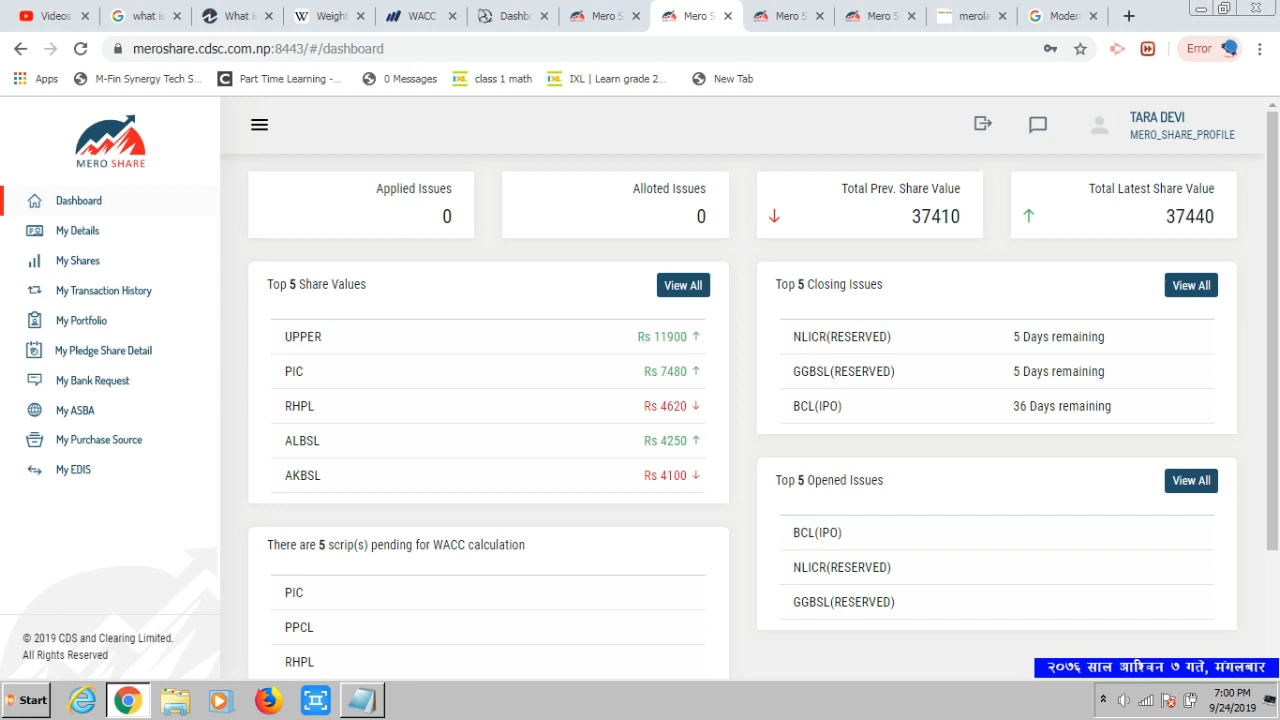 Videos
what is
What is
Weight
WACC
Dashb
Mero S
Mero S
Mero S
Mero S
merola
Modern
meroshare.cdsc.com.np:8443/#/dashboard
Error
Apps
M-Fin Synergy Tech S...
Part Time Learning -...
0 Messages
class 1 math
IXL | Learn grade 2...
New Tab
MERO SHARE
TARA DEVI
MERO_SHARE_PROFILE
Dashboard
My Details
My Shares
My Transaction History
My Portfolio
My Pledge Share Detail
My Bank Request
My ASBA
My Purchase Source
My EDIS
© 2019 CDS and Clearing Limited.
All Rights Reserved
Applied Issues
0
Alloted Issues
0
Total Prev. Share Value
37410
Total Latest Share Value
37440
Top 5 Share Values
View All
UPPER Rs 11900
PIC Rs 7480
RHPL Rs 4620
ALBSL Rs 4250
AKBSL Rs 4100
There are 5 scrip(s) pending for WACC calculation
PIC
PPCL
RHPL
Top 5 Closing Issues
View All
NLICR(RESERVED) 5 Days remaining
GGBSL(RESERVED) 5 Days remaining
BCL(IPO) 36 Days remaining
Top 5 Opened Issues
View All
BCL(IPO)
NLICR(RESERVED)
GGBSL(RESERVED)
२०७६ साल आश्विन ७ गते, मंगलबार
Start
7:00 PM
9/24/2019